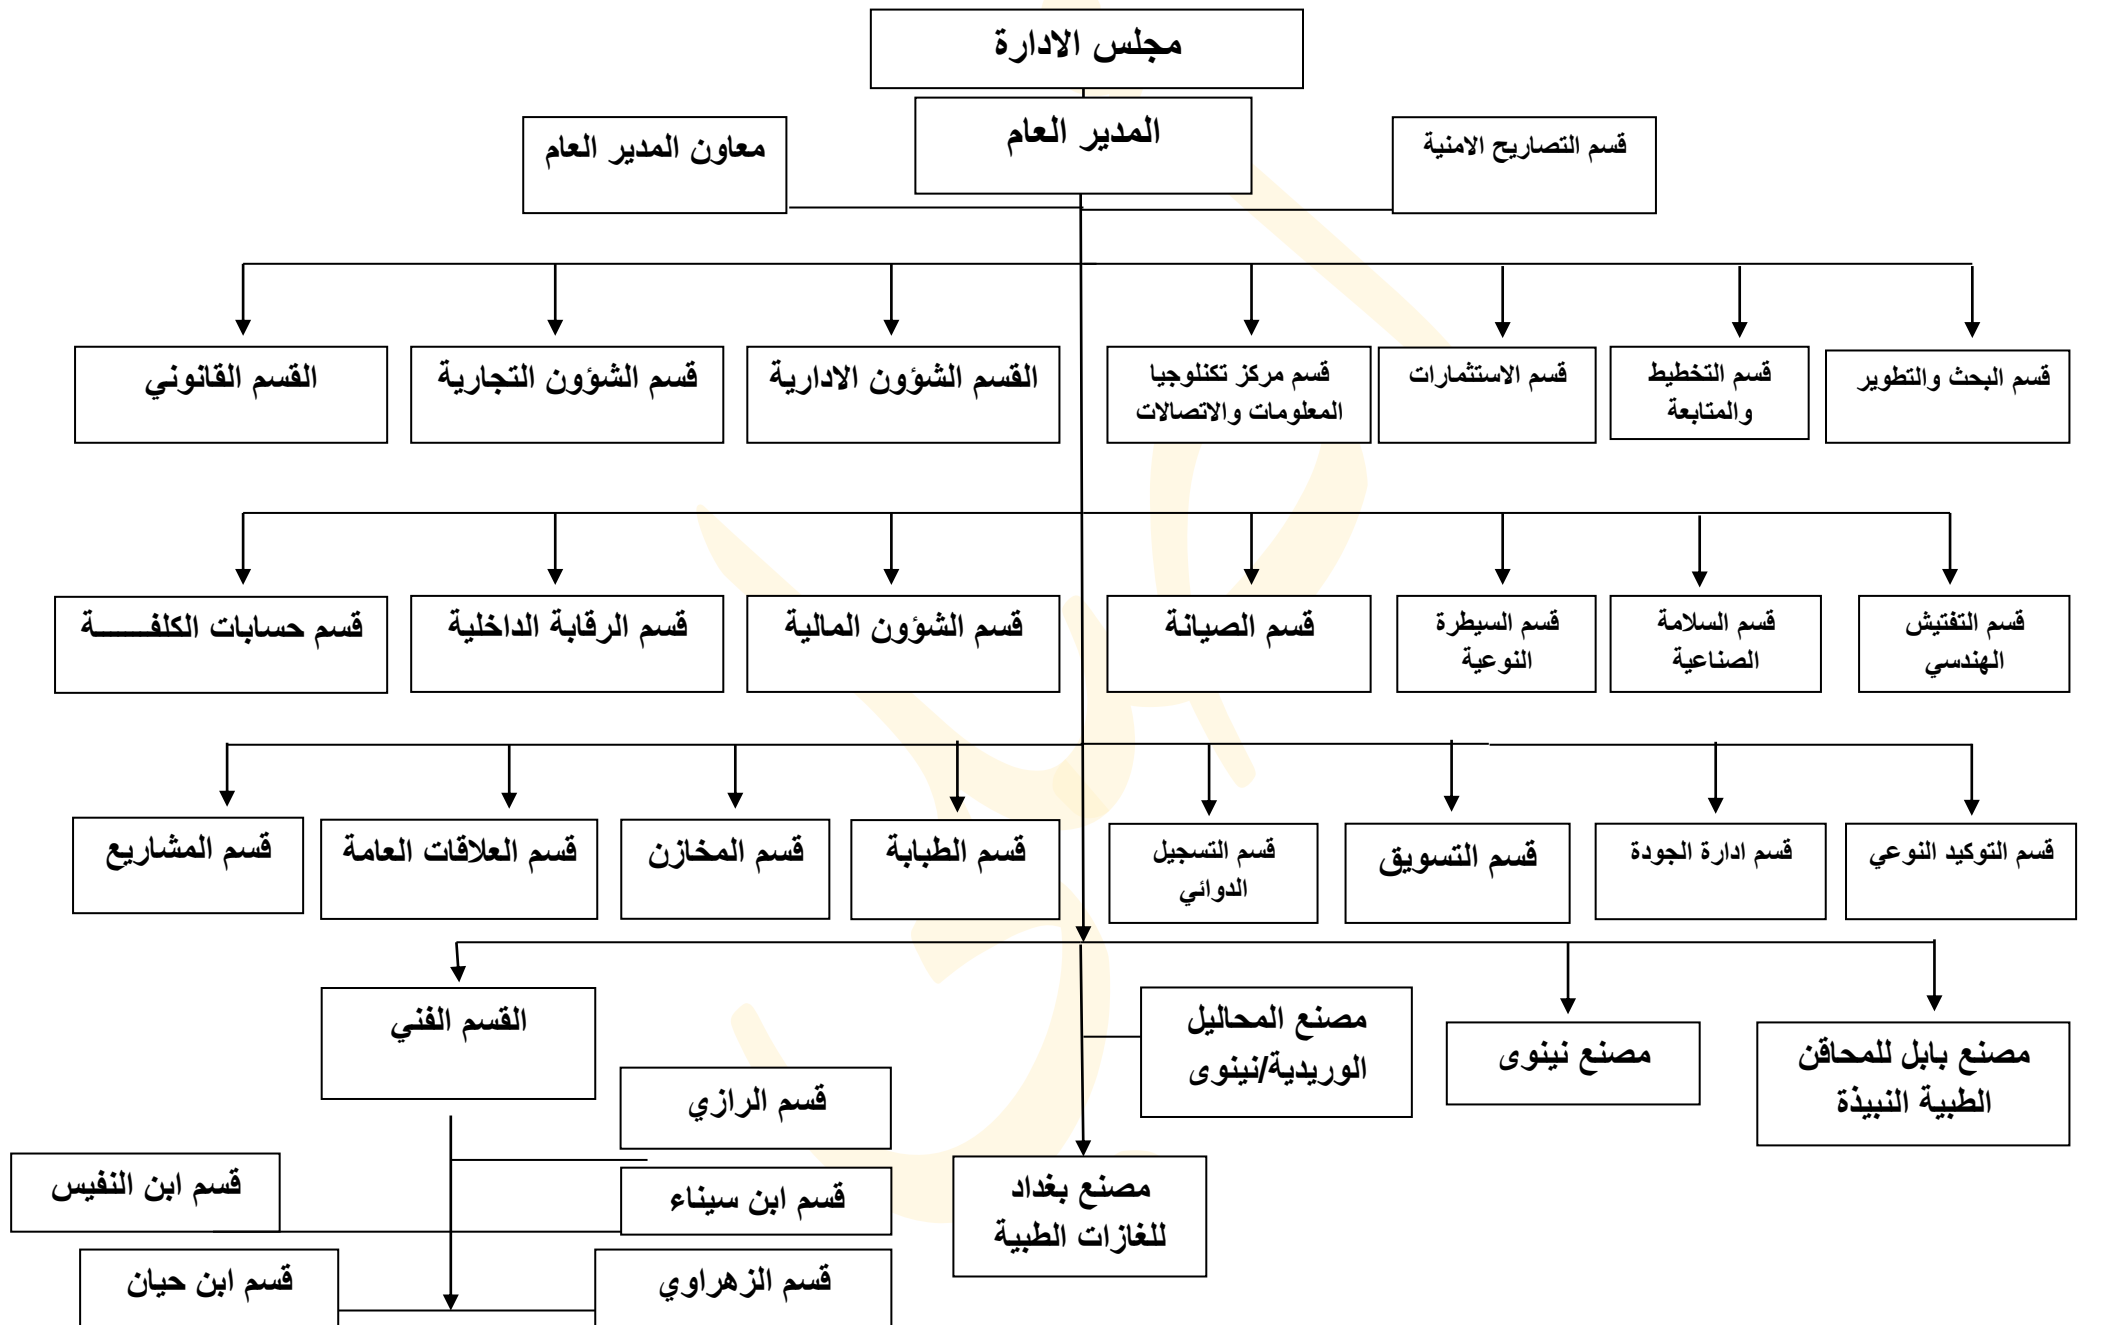 مجلس الادارة
المدير العام
قسم التصاريح الامنية
معاون المدير العام
قسم البحث والتطوير
قسم التخطيط
والمتابعة
قسم الاستثمارات
قسم مركز تكنلوجيا
المعلومات والاتصالات
القسم الشؤون الادارية
قسم الشؤون التجارية
القسم القانوني
قسم التفتيش
الهندسي
قسم السلامة
الصناعية
قسم السيطرة
النوعية
قسم الصيانة
قسم الشؤون المالية
قسم الرقابة الداخلية
قسم حسابات الكلفـــــــة
قسم التوكيد النوعي
قسم ادارة الجودة
قسم التسويق
قسم التسجيل
الدوائي
قسم الطبابة
قسم المخازن
قسم العلاقات العامة
قسم المشاريع
مصنع بابل للمحاقن
الطبية النبيذة
مصنع نينوى
مصنع المحاليل
الوريدية/نينوى
القسم الفني
مصنع بغداد
للغازات الطبية
قسم الرازي
قسم ابن سيناء
قسم ابن النفيس
قسم الزهراوي
قسم ابن حيان